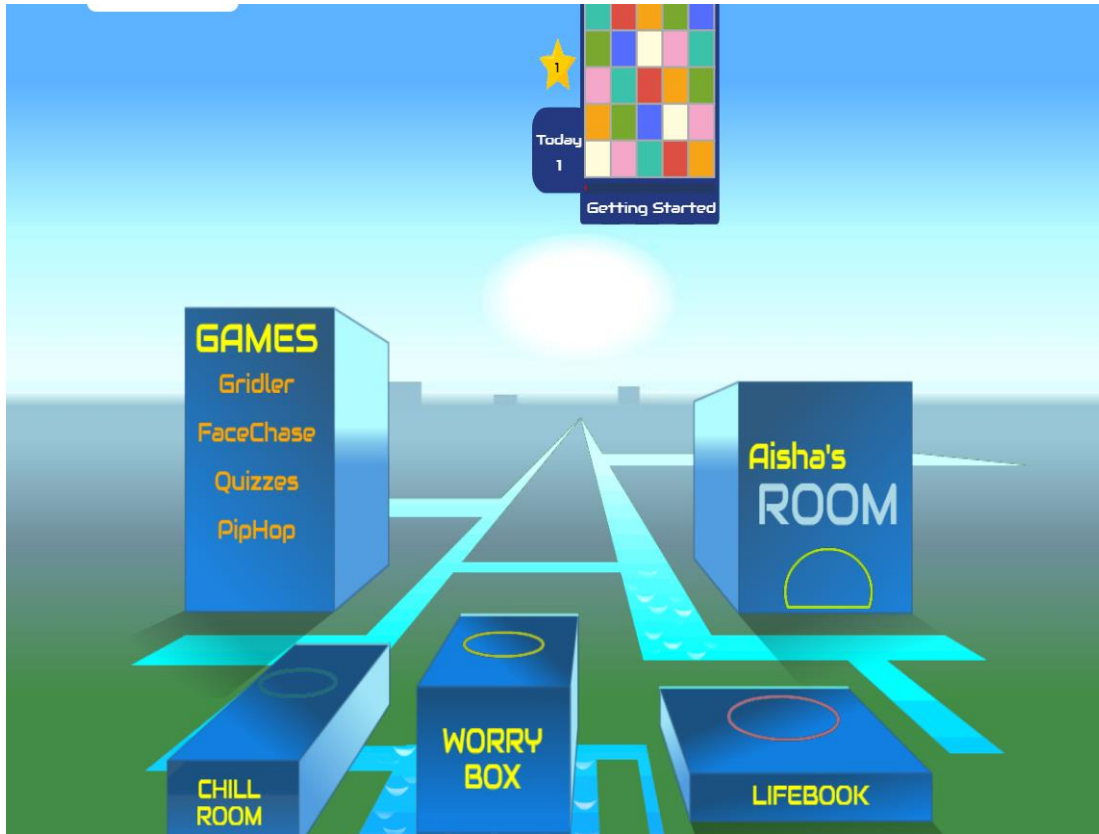 1
Today
1
Getting Started
GAMES
Gridler
FaceChase
Quizzes
PipHop
Aisha's
ROOM
CHILL
ROOM
WORRY
BOX
LIFEBOOK